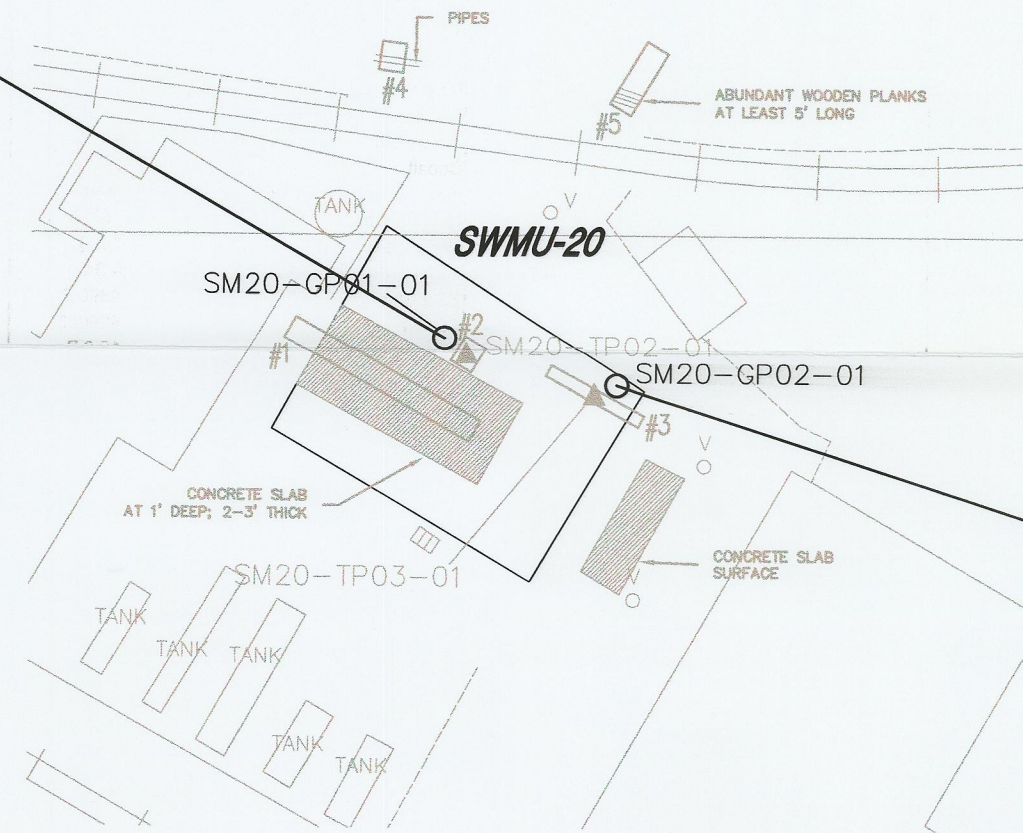 PIPES
#4
ABUNDANT WOODEN PLANKS
AT LEAST 5' LONG
#5
TANK
V
SWMU-20
SM20-GP01-01
#2
#1
SM20-TP02-01
SM20-GP02-01
#3
V
CONCRETE SLAB
AT 1' DEEP; 2-3' THICK
CONCRETE SLAB
SURFACE
SM20-TP03-01
V
TANK
TANK
TANK
TANK
TANK